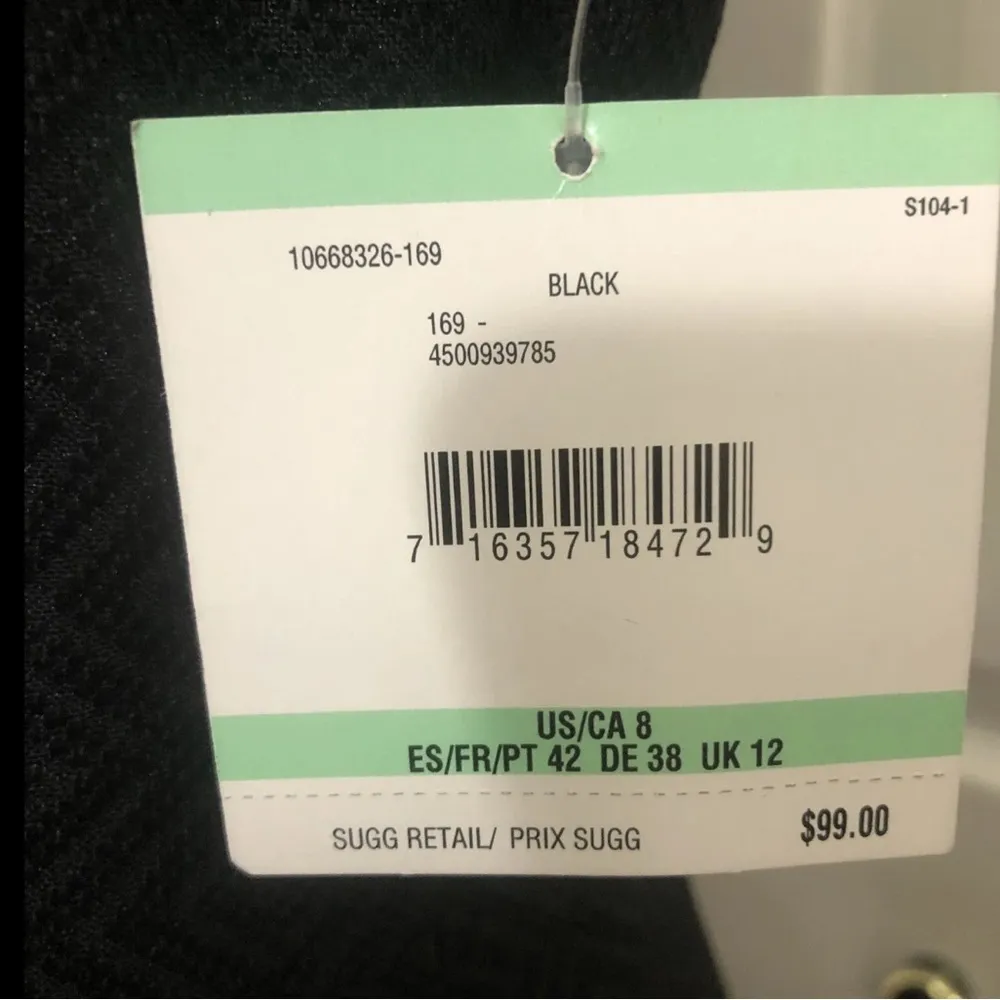 S104-1
10668326-169
BLACK
169 -
4500939785
7 16357 18472 9
US/CA 8
ES/FR/PT 42 DE 38 UK 12
SUGG RETAIL/ PRIX SUGG $99.00